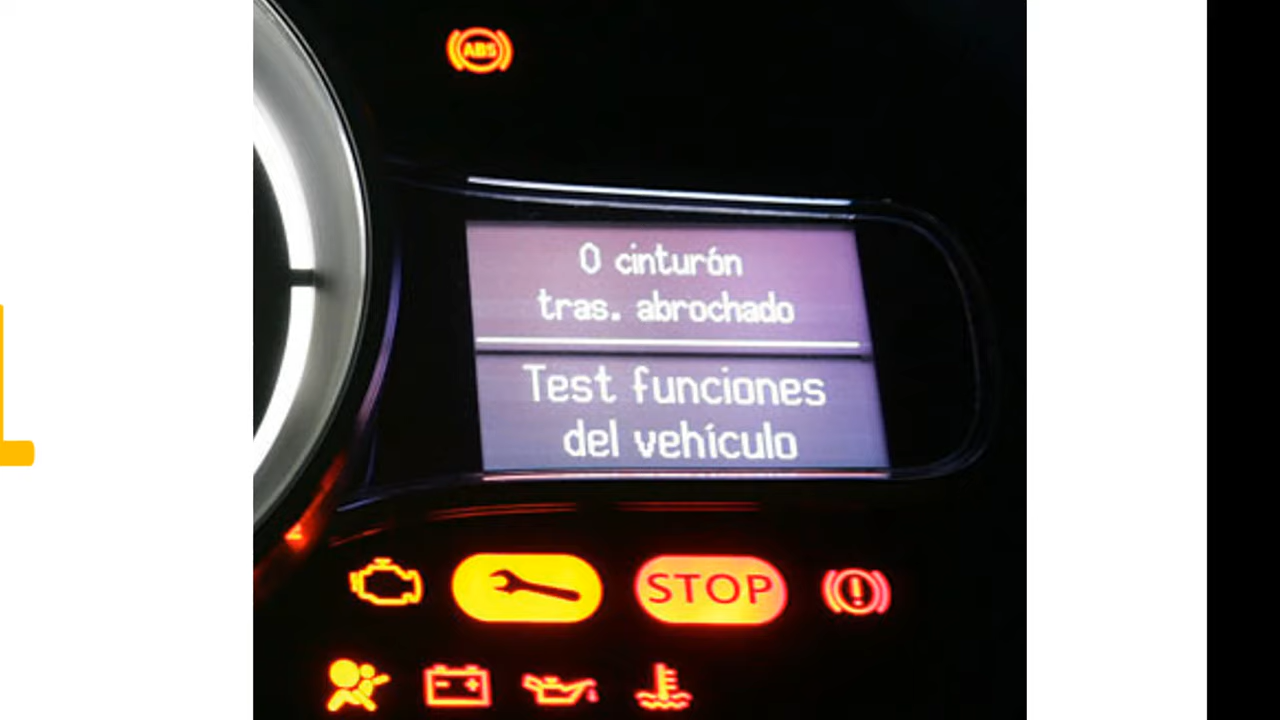 ABS
0 cinturón
tras. abrochado
Test funciones
del vehículo
STOP